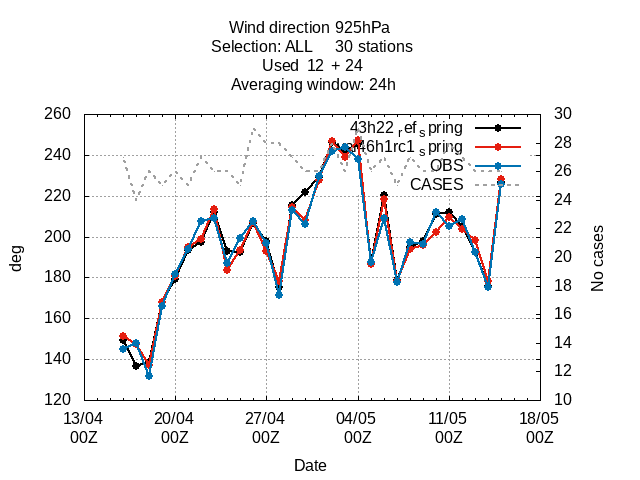 Wind direction 925hPa
Selection: ALL 30 stations
Used 12 + 24
Averaging window: 24h
260 30
240 28
220 26
200 24
180 22
160 20
140 18
120 16
14
12
10
43h22ref_spring
46h1rc1_spring
OBS
CASES
deg
No cases
13/04 20/04 27/04 04/05 11/05 18/05
00Z 00Z 00Z 00Z 00Z 00Z
Date